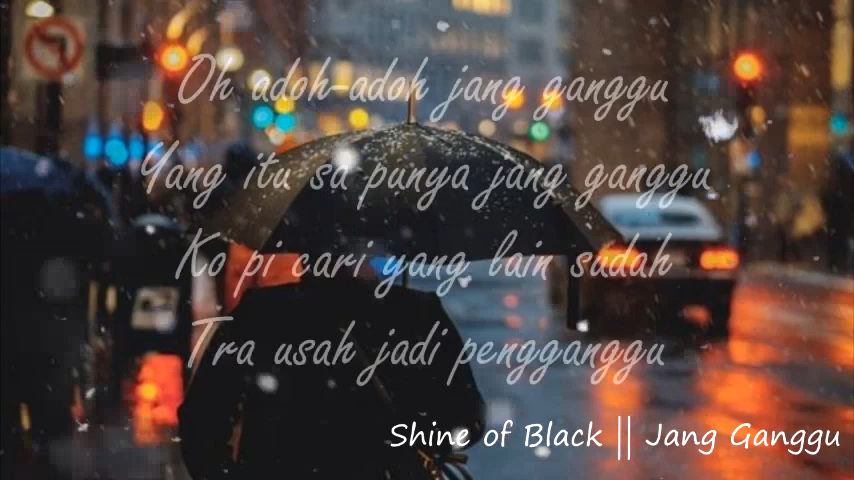 Oh adoh-adoh jang ganggu
Yang itu sa punya jang ganggu
Ko pi cari yang lain sudah
Tra usah jadi pengganggu
Shine of Black || Jang Ganggu